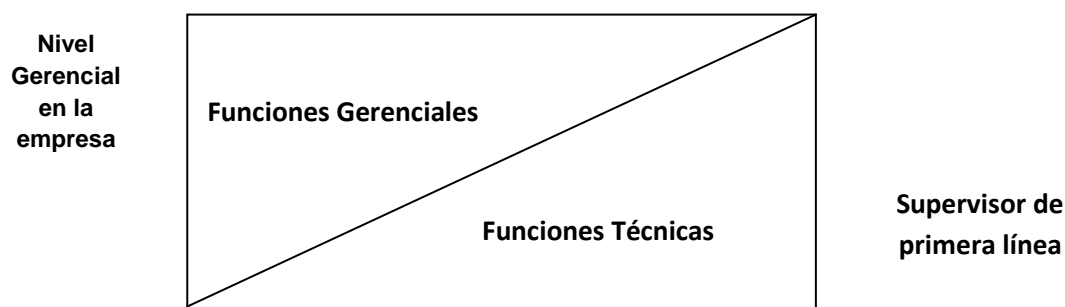 Nivel
Gerencial
en la
empresa
Funciones Gerenciales
Funciones Técnicas
Supervisor de
primera línea